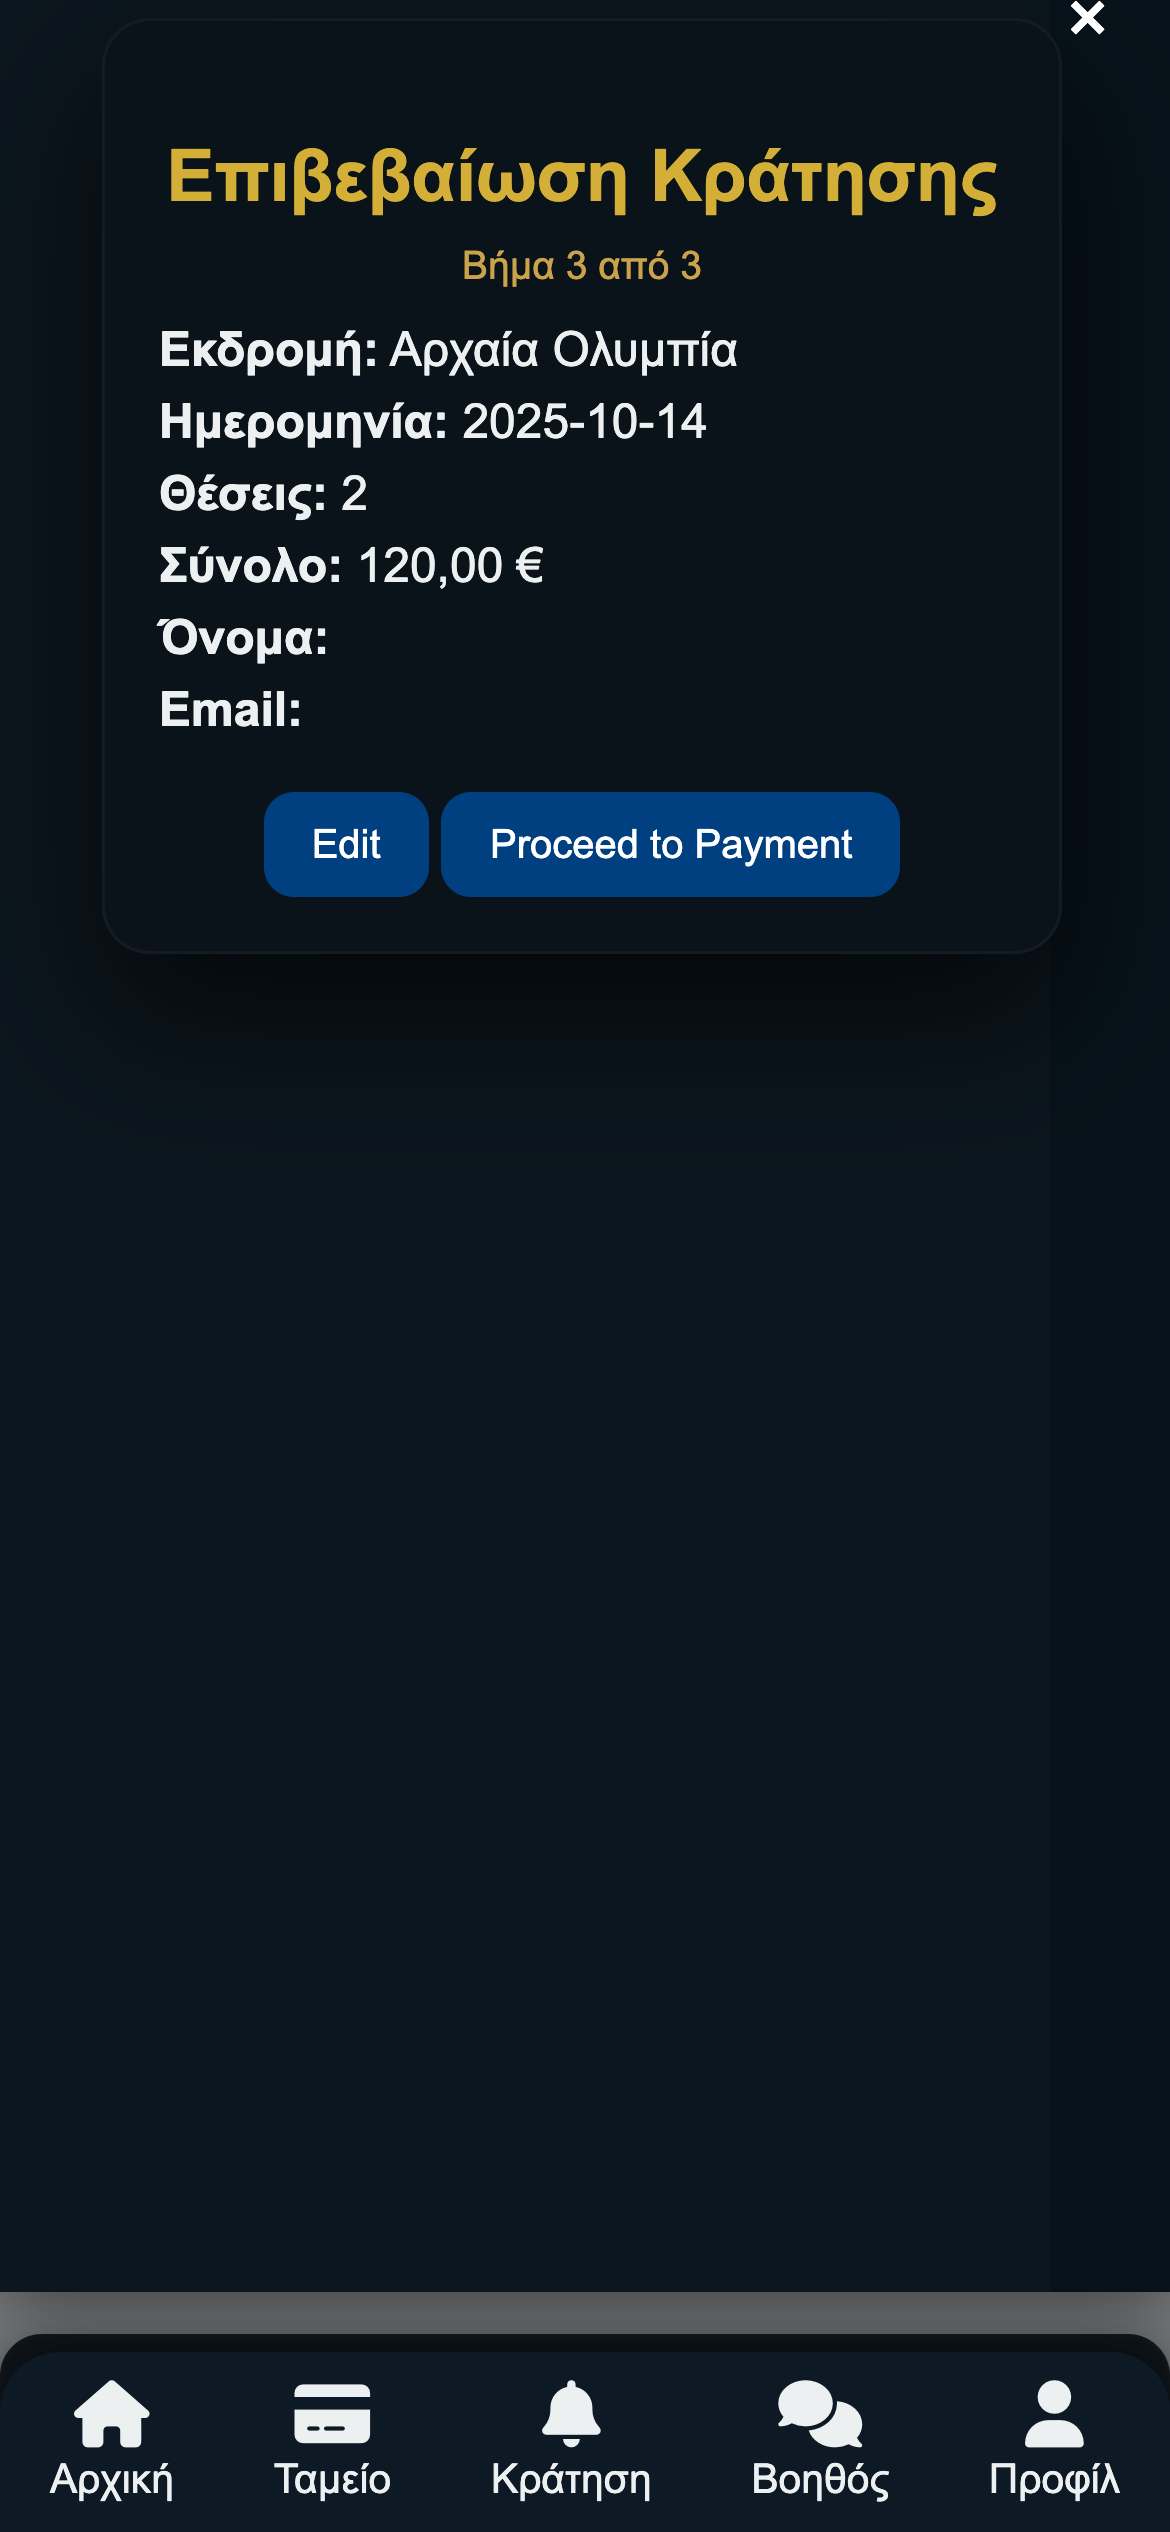 Επιβεβαίωση Κράτησης
Βήμα 3 από 3
Εκδρομή: Αρχαία Ολυμπία
Ημερομηνία: 2025-10-14
Θέσεις: 2
Σύνολο: 120,00 €
Όνομα:
Email:
Edit
Proceed to Payment
Αρχική
Ταμείο
Κράτηση
Βοηθός
Προφίλ